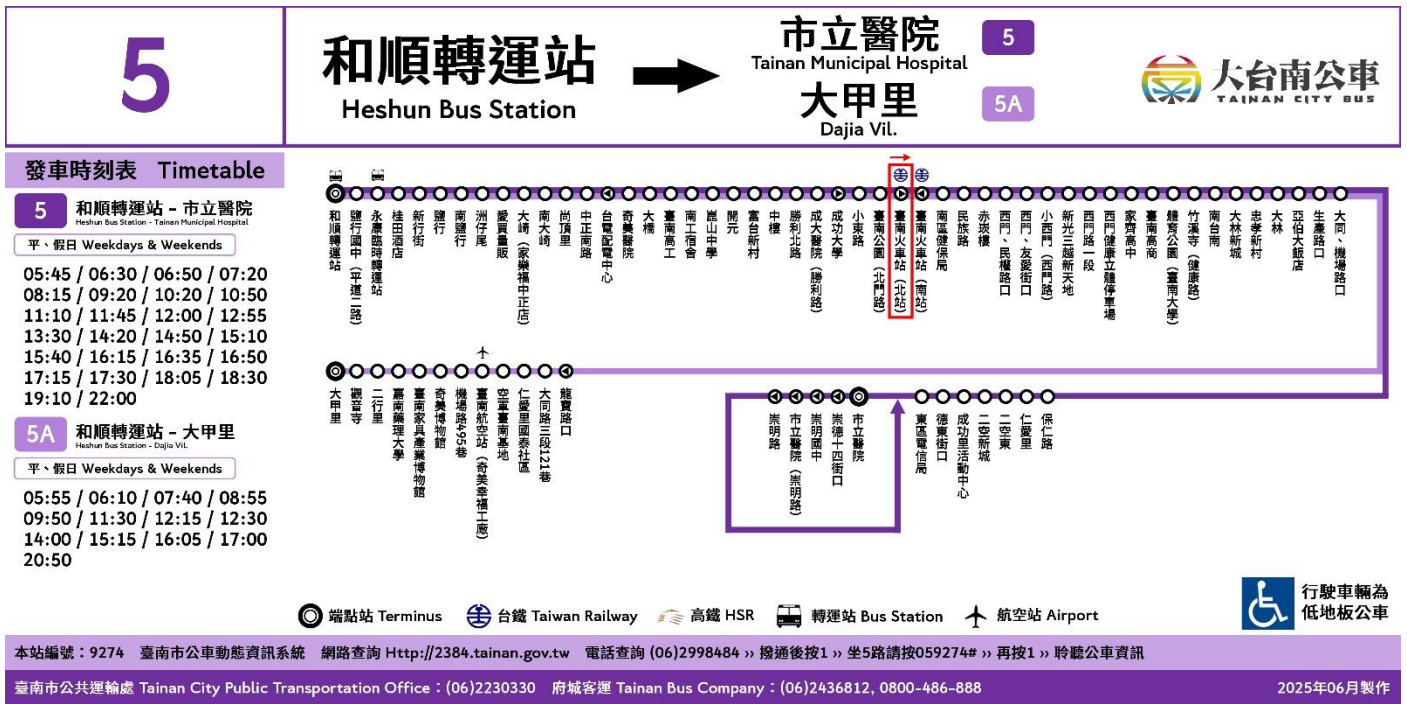 5
和順轉運站
Heshun Bus Station
市立醫院
Tainan Municipal Hospital
5
大甲里
Dajia Vil.
5A
大台南公車
TAINAN CITY BUS
發車時刻表 Timetable
5
和順轉運站 - 市立醫院
Heshun Bus Station - Tainan Municipal Hospital
平、假日 Weekdays & Weekends
05:45 / 06:30 / 06:50 / 07:20
08:15 / 09:20 / 10:20 / 10:50
11:10 / 11:45 / 12:00 / 12:55
13:30 / 14:20 / 14:50 / 15:10
15:40 / 16:15 / 16:35 / 16:50
17:15 / 17:30 / 18:05 / 18:30
19:10 / 22:00
5A
和順轉運站 - 大甲里
Heshun Bus Station - Dajia Vil.
平、假日 Weekdays & Weekends
05:55 / 06:10 / 07:40 / 08:55
09:50 / 11:30 / 12:15 / 12:30
14:00 / 15:15 / 16:05 / 17:00
20:50
和順轉運站
鹽行國中（平道二路）
永康臨時轉運站
桂田酒店
新行街
鹽行
南鹽行
洲仔尾
愛買量販
大崎（家樂福中正店）
南大崎
尚頂里
中正南路
台電配電中心
奇美醫院
大橋
臺南高工
南工宿舍
崑山中學
開元
富台新村
中樓
勝利北路
成大醫院（勝利路）
成功大學
小東路
臺南公園（北門路）
臺南火車站（北站）
臺南火車站（南站）
南區健保局
民族路
赤崁樓
西門、民權路口
西門、友愛街口
小西門（西門路）
新光三越新天地
西門路一段
西門健康立體停車場
家齊高中
臺南高商
體育公園（臺南大學）
竹溪寺（健康路）
南台南
大林新城
忠孝新村
大林
亞伯大飯店
生產路口
大同、機場路口
大甲里
觀音寺
二行里
嘉南藥理大學
臺南家具產業博物館
奇美博物館
機場路495巷
臺南航空站（奇美幸福工廠）
空軍臺南基地
仁愛里國泰社區
大同路三段121巷
龍寶路口
崇明路
市立醫院（崇明路）
崇明國中
崇德十四街口
市立醫院
東區電信局
德東街口
成功里活動中心
二空新城
二空東
仁愛里
保仁路
端點站 Terminus
台鐵 Taiwan Railway
高鐵 HSR
轉運站 Bus Station
航空站 Airport
行駛車輛為
低地板公車
本站編號：9274 臺南市公車動態資訊系統 網路查詢 Http://2384.tainan.gov.tw 電話查詢 (06)2998484 ›› 撥通後按1 ›› 坐5路請按059274# ›› 再按1 ›› 聆聽公車資訊
臺南市公共運輸處 Tainan City Public Transportation Office：(06)2230330 府城客運 Tainan Bus Company：(06)2436812, 0800-486-888
2025年06月製作